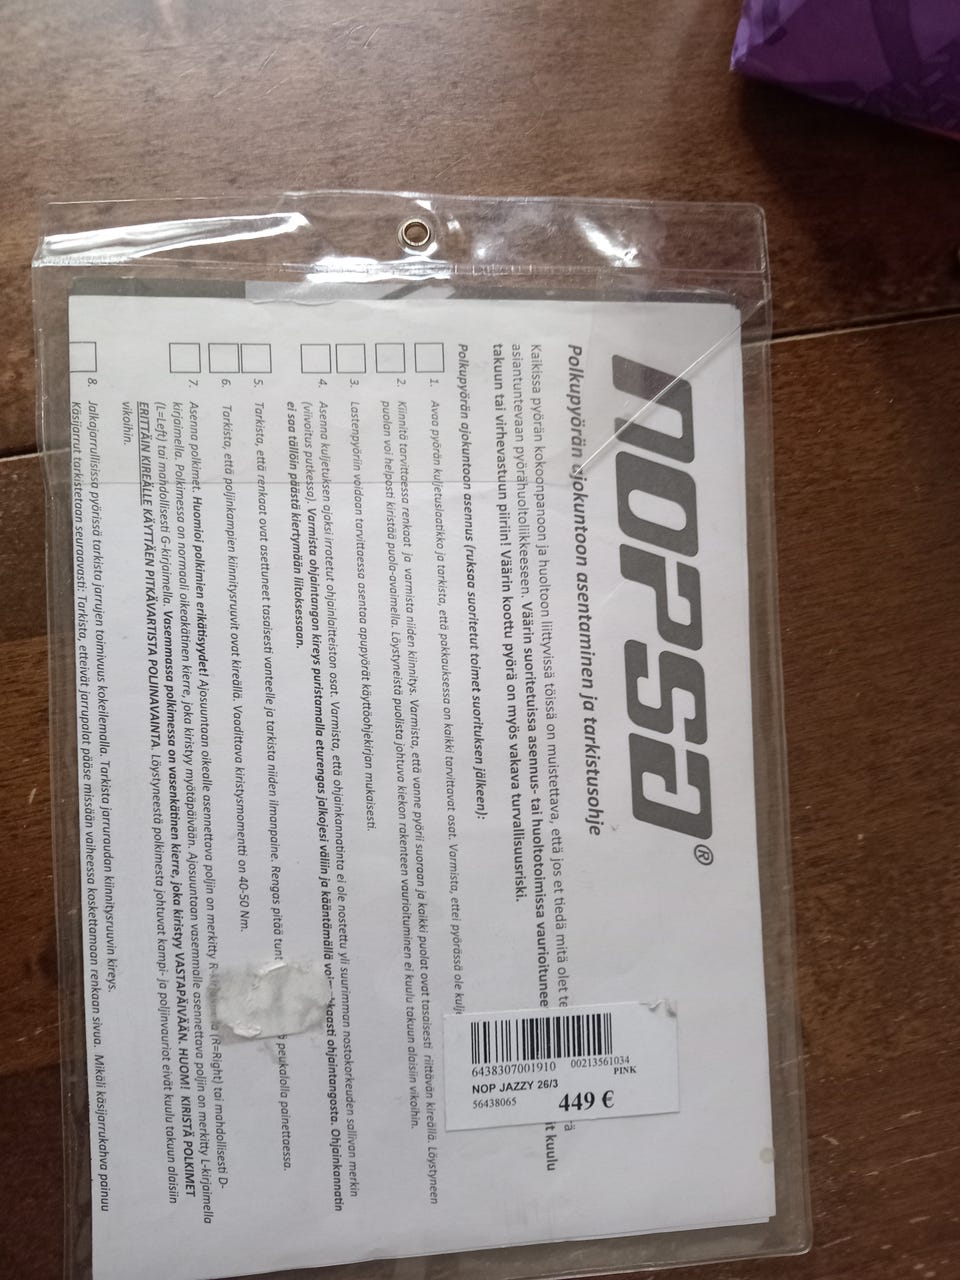 nopsa®
Polkupyörän ajokuntoon asentaminen ja tarkistusohje
Kaikissa pyörän kokoonpanoon ja huoltoon liittyvissä töissä on muistettava, että jos et tiedä mitä olet
asiantuntevaan pyörähuoltoliikkeeseen. Väärin suoritetuissa asennus- tai huoltotoimissa vaurioitunee it kuulu
takuun tai virhevastuun piiriin! Väärin koottu pyörä on myös vakava turvallisuusriski.
Polkupyörän ajokuntoon asennus (ruksaa suoritetut toimet suorituksen jälkeen):
1. Avaa pyörän kuljetuslaatikko ja tarkista, että pakkauksessa on kaikki tarvittavat osat. Varmista, ettei pyörässä ole
2. Kiinnitä tarvittaessa renkaat ja varmista niiden kiinnitys. Varmista, että vanne pyörii suoraan ja kaikki puolat ovat tasaisesti riittävän kireällä. Löystyneen
puolan voi helposti kiristää puola-avaimella. Löystyneistä puolista johtuva kiekon rakenteen vaurioituminen ei kuulu takuun alaisiin vikoihin.
3. Lastenpyöriin voidaan tarvittaessa asentaa apupyörät käyttöohjekirjan mukaisesti.
4. Asenna kuljetuksen ajaksi irrotetut ohjainlaitteiston osat. Varmista, että ohjainkannatinta ei ole nostettu yli suurimman nostokorkeuden sallivan merkin
(viivoitus putkessa). Varmista ohjaintangon kireys puristamalla eturengas jalkojesi väliin ja kääntämällä ohjaintangosta. Ohjainkannatin
ei saa tällöin päästä kiertymään liitoksessaan.
5. Tarkista, että renkaat ovat asettuneet tasaisesti vanteelle ja tarkista niiden ilmanpaine. Rengas pitää tunt peukalolla painettaessa.
6. Tarkista, että poljinkampien kiinnitysruuvit ovat kireällä. Vaadittava kiristysmomentti on 40-50 Nm.
7. Asenna polkimet. Huomioi polkimien erikätisyydet! Ajosuuntaan oikealle asennettava poljin on merkitty (R=Right) tai mahdollisesti D-
kirjaimella. Polkimessa on normaali oikeakätinen kierre, joka kiristyy myötäpäivään. Ajosuuntaan vasemmalle asennettava poljin on merkitty L-kirjaimella
(L=Left) tai mahdollisesti G-kirjaimella. Vasemmassa polkimessa on vasenkätinen kierre, joka kiristyy VASTAPÄIVÄÄN. HUOM! KIRISTÄ POLKIMET
ERITTÄIN KIREÄLLE KÄYTTÄEN PITKÄVARTISTA POLJINAVAINTA. Löystyneestä polkimesta johtuvat kampi- ja poljinvauriot eivät kuulu takuun alaisiin
vikoihin.
8. Jalkajarrullisissa pyörissä tarkista jarrujen toimivuus kokeilemalla. Tarkista jarruraudan kiinnitysruuvin kireys.
Käsijarrut tarkistetaan seuraavasti: Tarkista, etteivät jarrupalat pääse missään vaiheessa koskettamaan renkaan sivua. Mikäli käsijarrukahva painuu
6438307001910 00213561034
PINK
NOP JAZZY 26/3
56438065 449 €